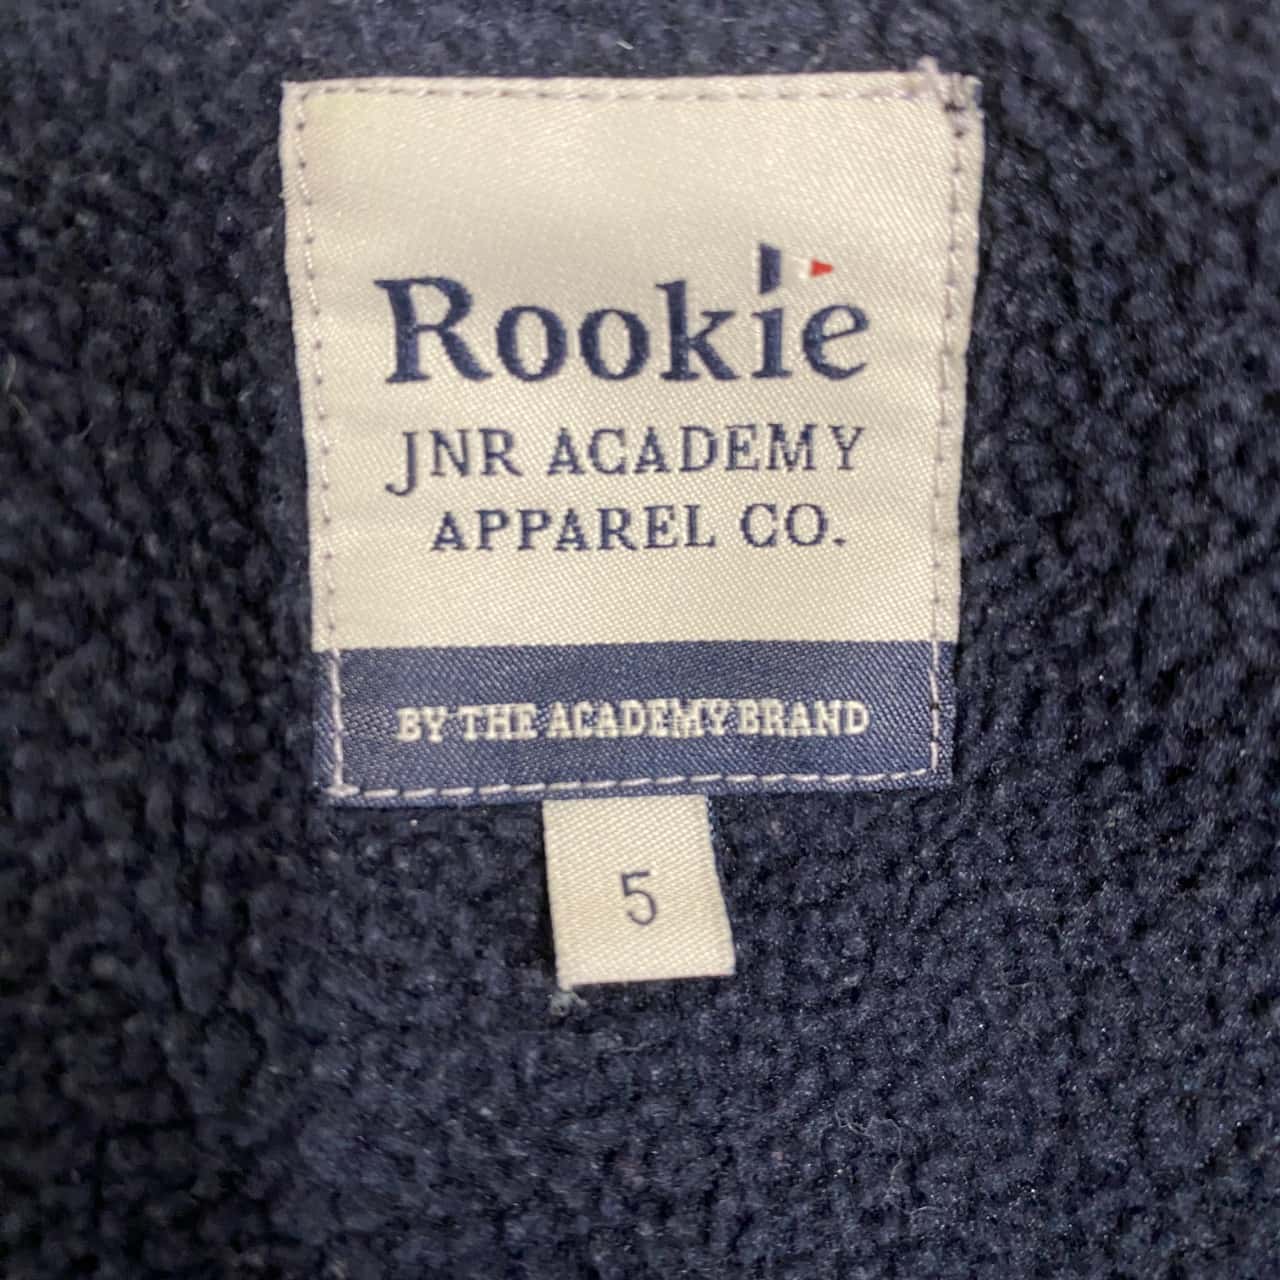 Rookie
JNR ACADEMY
APPAREL CO.
BY THE ACADEMY BRAND
5